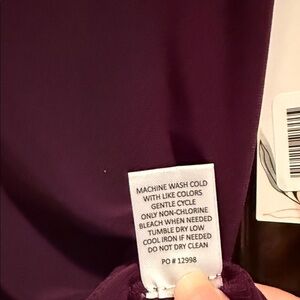 MACHINE WASH COLD
WITH LIKE COLORS
GENTLE CYCLE
ONLY NON-CHLORINE
BLEACH WHEN NEEDED
TUMBLE DRY LOW
COOL IRON IF NEEDED
DO NOT DRY CLEAN
PO # 12998